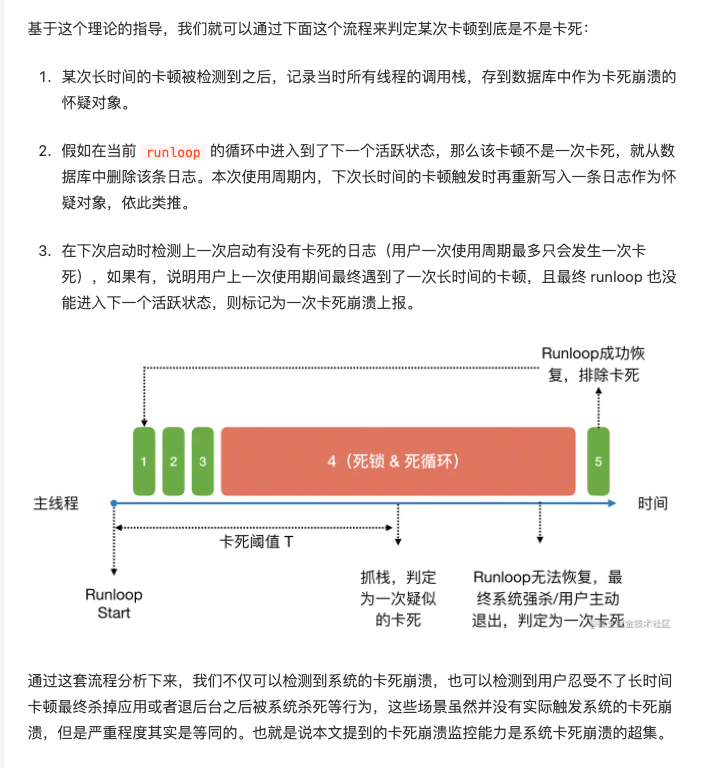 基于这个理论的指导，我们就可以通过下面这个流程来判定某次卡顿到底是不是卡死：
1. 某次长时间的卡顿被检测到之后，记录当时所有线程的调用栈，存到数据库中作为卡死崩溃的
怀疑对象。
2. 假如在当前 runloop 的循环中进入到了下一个活跃状态，那么该卡顿不是一次卡死，就从数
据库中删除该条日志。本次使用周期内，下次长时间的卡顿触发时再重新写入一条日志作为怀
疑对象，依此类推。
3. 在下次启动时检测上一次启动有没有卡死的日志（用户一次使用周期最多只会发生一次卡
死），如果有，说明用户上一次使用期间最终遇到了一次长时间的卡顿，且最终 runloop 也没
能进入下一个活跃状态，则标记为一次卡死崩溃上报。
Runloop成功恢
复，排除卡死
1
2
3
4（死锁 & 死循环）
5
主线程
时间
卡死阈值 T
Runloop
Start
抓栈，判定
为一次疑似
的卡死
Runloop无法恢复，最
终系统强杀/用户主动
退出，判定为一次卡死
金技术社区
通过这套流程分析下来，我们不仅可以检测到系统的卡死崩溃，也可以检测到用户忍受不了长时间
卡顿最终杀掉应用或者退后台之后被系统杀死等行为，这些场景虽然并没有实际触发系统的卡死崩
溃，但是严重程度其实是等同的。也就是说本文提到的卡死崩溃监控能力是系统卡死崩溃的超集。